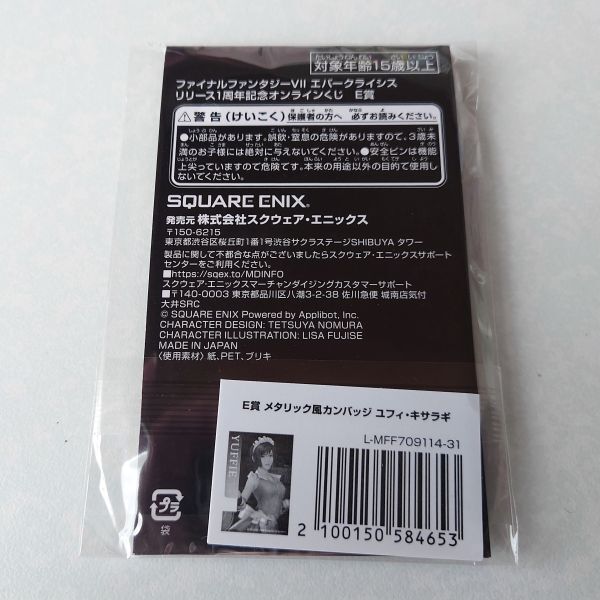 対象年齢15歳以上
ファイナルファンタジーVII エバークライシス
リリース1周年記念オンラインくじ E賞
⚠警告(けいこく) 保護者の方へ 必ずお読みください。
●小部品があります。誤飲・窒息の危険がありますので、3歳未
満のお子様には絶対に与えないでください。●安全ピンは機能
上尖っていますので危険です。本来の用途以外の目的で使用し
ないでください。
SQUARE ENIX®
発売元 株式会社スクウェア・エニックス
〒150-6215
東京都渋谷区桜丘町1番1号渋谷サクラステージSHIBUYA タワー
製品に関して不都合な点がございましたらスクウェア・エニックスサポート
センターをご利用ください。
■https://sqex.to/MDINFO
スクウェア・エニックスマーチャンダイジングカスタマーサポート
■〒140-0003 東京都品川区八潮3-2-38 佐川急便 城南店気付
大井SRC
© SQUARE ENIX Powered by Applibot, Inc.
CHARACTER DESIGN: TETSUYA NOMURA
CHARACTER ILLUSTRATION: LISA FUJISE
MADE IN JAPAN
〈使用素材〉紙、PET、ブリキ
E賞 メタリック風カンバッジ ユフィ・キサラギ
L-MFF709114-31
YUFFIE
2 100150 584653
プラ
袋